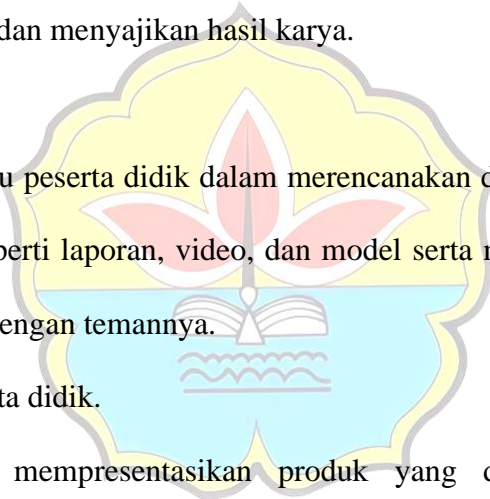 dan menyajikan hasil karya.
u peserta didik dalam merencanakan d
perti laporan, video, dan model serta
engan temannya.
ta didik.
mempresentasikan produk yang d